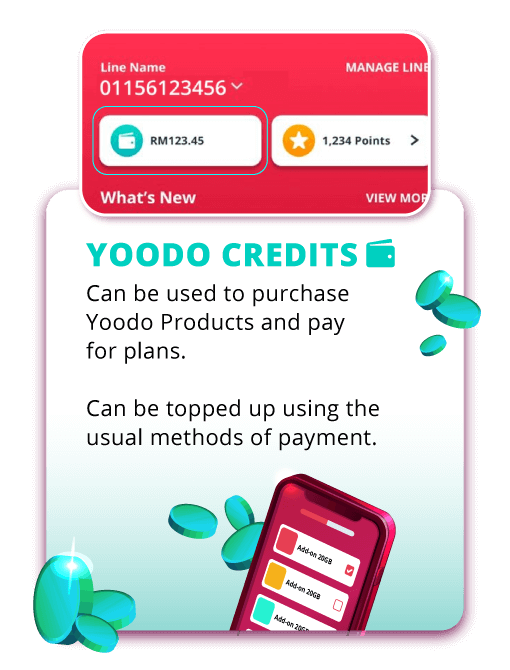 Line Name
MANAGE LINE
01156123456
RM123.45
1,234 Points
What's New
VIEW MOR
YOODO CREDITS
Can be used to purchase
Yoodo Products and pay
for plans.
Can be topped up using the
usual methods of payment.
Add-on 20GB
Add-on 20GB
Add-on 20GB